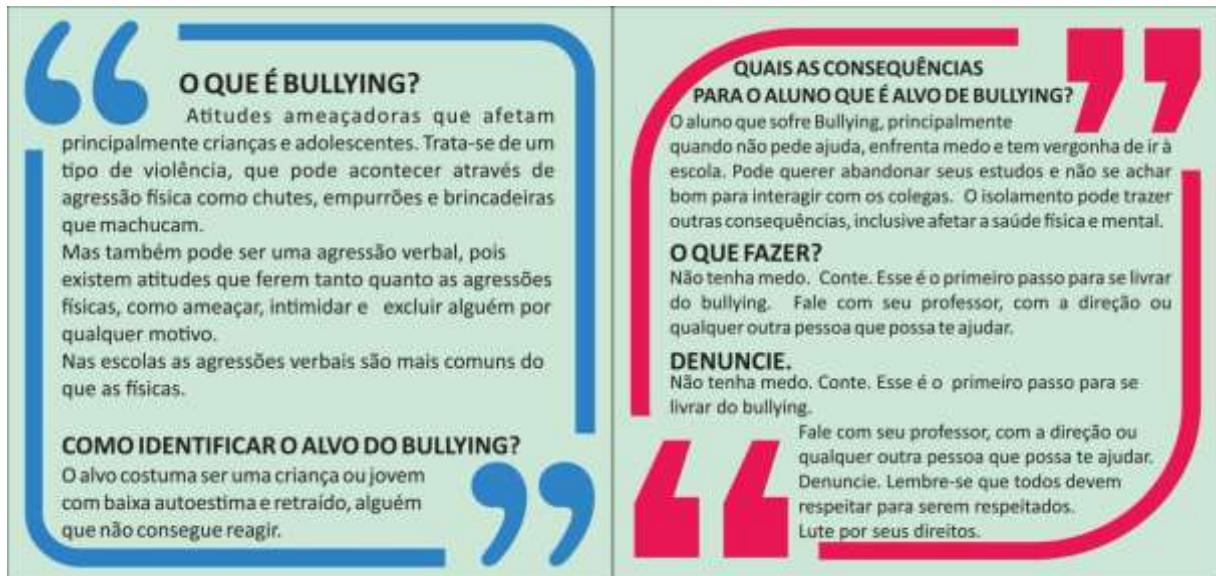 O QUE É BULLYING?
Atitudes ameaçadoras que afetam
principalmente crianças e adolescentes. Trata-se de um
tipo de violência, que pode acontecer através de
agressão física como chutes, empurrões e brincadeiras
que machucam.
Mas também pode ser uma agressão verbal, pois
existem atitudes que ferem tanto quanto as agressões
físicas, como ameaçar, intimidar e excluir alguém por
qualquer motivo.
Nas escolas as agressões verbais são mais comuns do
que as físicas.
COMO IDENTIFICAR O ALVO DO BULLYING?
O alvo costuma ser uma criança ou jovem
com baixa autoestima e retraído, alguém
que não consegue reagir.
QUAIS AS CONSEQUÊNCIAS
PARA O ALUNO QUE É ALVO DE BULLYING?
O aluno que sofre Bullying, principalmente
quando não pede ajuda, enfrenta medo e tem vergonha de ir à
escola. Pode querer abandonar seus estudos e não se achar
bom para interagir com os colegas. O isolamento pode trazer
outras consequências, inclusive afetar a saúde física e mental.
O QUE FAZER?
Não tenha medo. Conte. Esse é o primeiro passo para se livrar
do bullying. Fale com seu professor, com a direção ou
qualquer outra pessoa que possa te ajudar.
DENUNCIE.
Não tenha medo. Conte. Esse é o primeiro passo para se
livrar do bullying.
Fale com seu professor, com a direção ou
qualquer outra pessoa que possa te ajudar.
Denuncie. Lembre-se que todos devem
respeitar para serem respeitados.
Lute por seus direitos.